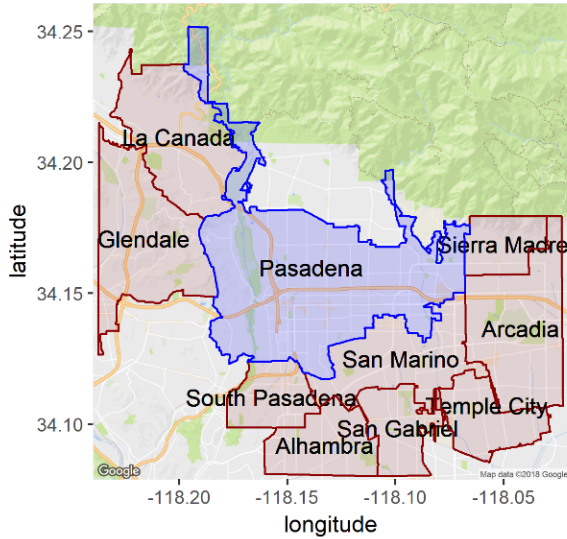 34.25
34.20
34.15
34.10
latitude
La Canada
Glendale
Pasadena
Sierra Madre
Arcadia
San Marino
South Pasadena
Temple City
San Gabriel
Alhambra
Google
Map data ©2018 Google
-118.20
-118.15
-118.10
-118.05
longitude